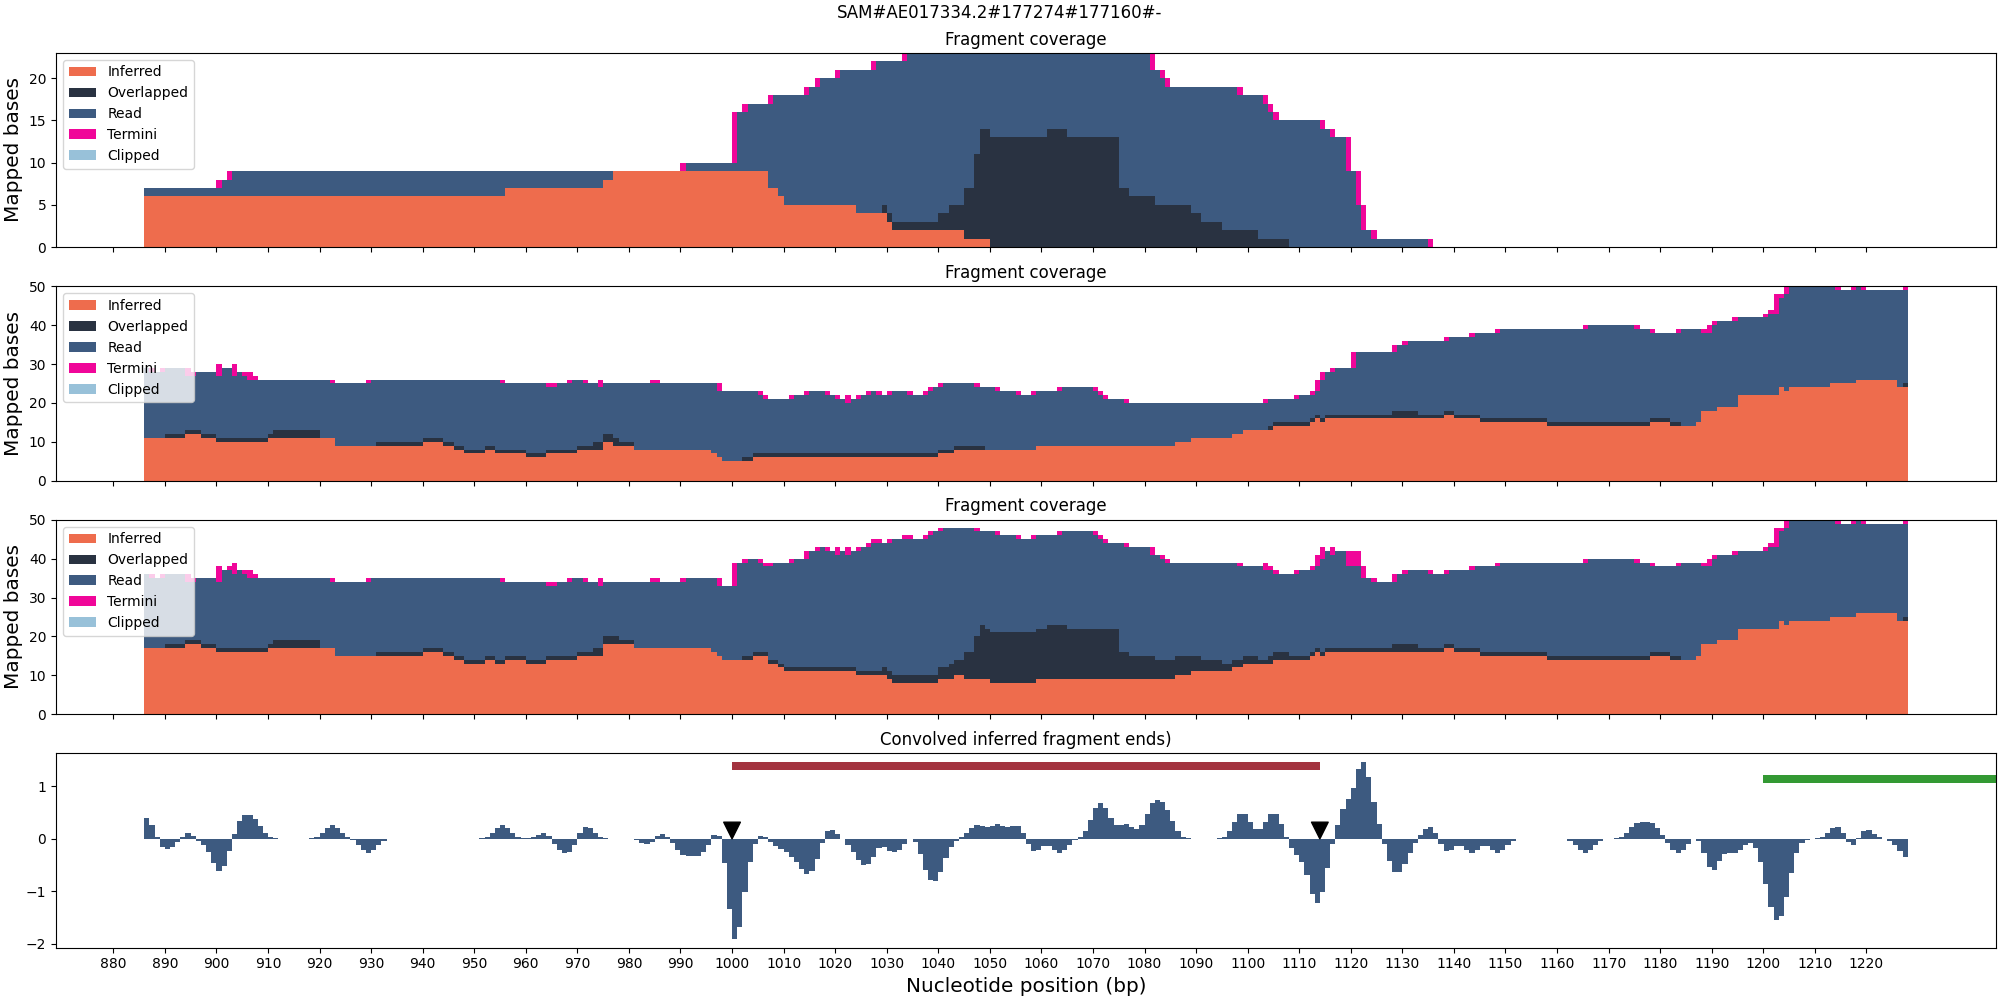 SAM#AE017334.2#177274#177160#-
Fragment coverage
Mapped bases
20
15
10
5
0
Inferred
Overlapped
Read
Termini
Clipped
Fragment coverage
Mapped bases
50
40
30
20
10
0
Inferred
Overlapped
Read
Termini
Clipped
Fragment coverage
Mapped bases
50
40
30
20
10
0
Inferred
Overlapped
Read
Termini
Clipped
Convolved inferred fragment ends)
1
0
−1
−2
880 890 900 910 920 930 940 950 960 970 980 990 1000 1010 1020 1030 1040 1050 1060 1070 1080 1090 1100 1110 1120 1130 1140 1150 1160 1170 1180 1190 1200 1210 1220
Nucleotide position (bp)